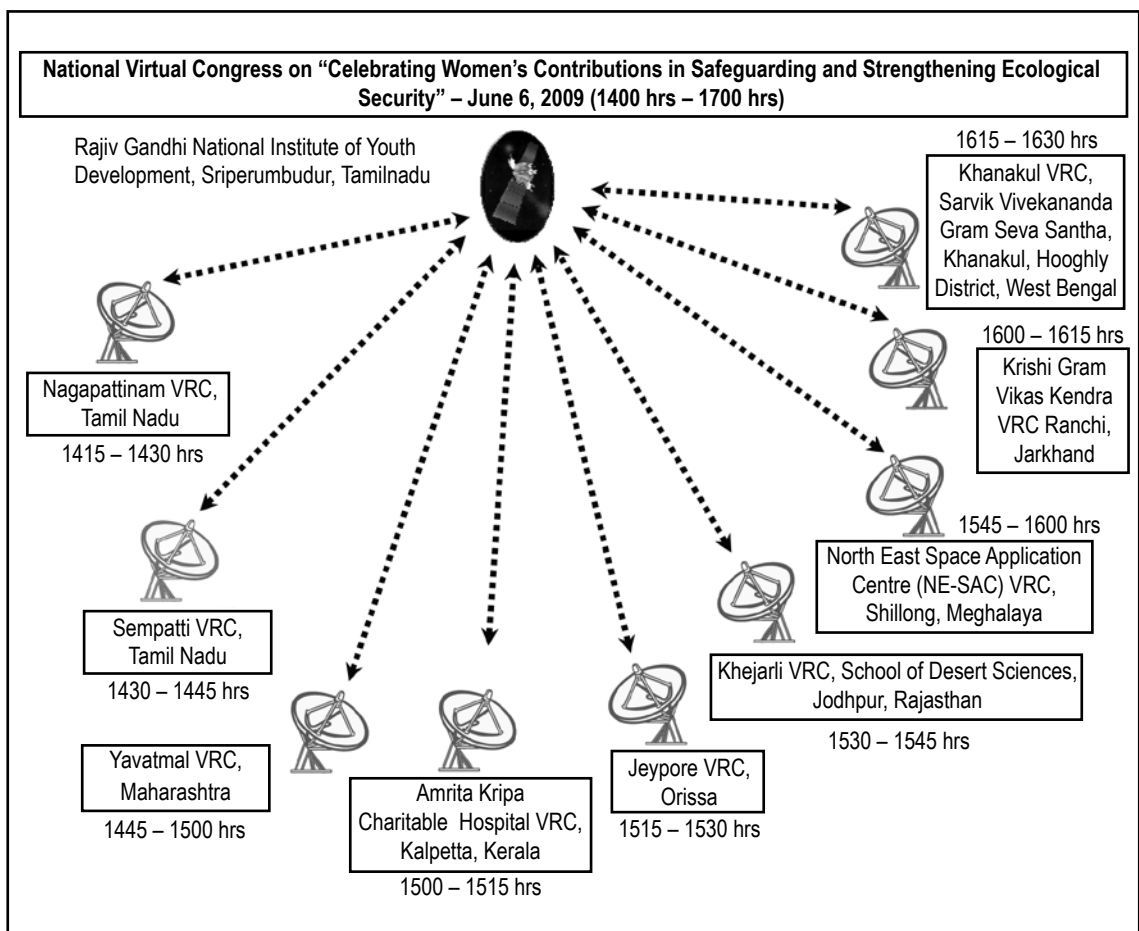 National Virtual Congress on “Celebrating Women’s Contributions in Safeguarding and Strengthening Ecological
Security” – June 6, 2009 (1400 hrs – 1700 hrs)
Rajiv Gandhi National Institute of Youth
Development, Sriperumbudur, Tamilnadu
Nagapattinam VRC,
Tamil Nadu
1415 – 1430 hrs
Sempatti VRC,
Tamil Nadu
1430 – 1445 hrs
Yavatmal VRC,
Maharashtra
1445 – 1500 hrs
Amrita Kripa
Charitable Hospital VRC,
Kalpetta, Kerala
1500 – 1515 hrs
Jeypore VRC,
Orissa
1515 – 1530 hrs
Khejarli VRC, School of Desert Sciences,
Jodhpur, Rajasthan
1530 – 1545 hrs
1545 – 1600 hrs
North East Space Application
Centre (NE-SAC) VRC,
Shillong, Meghalaya
1600 – 1615 hrs
Krishi Gram
Vikas Kendra
VRC Ranchi,
Jarkhand
1615 – 1630 hrs
Khanakul VRC,
Sarvik Vivekananda
Gram Seva Santha,
Khanakul, Hooghly
District, West Bengal